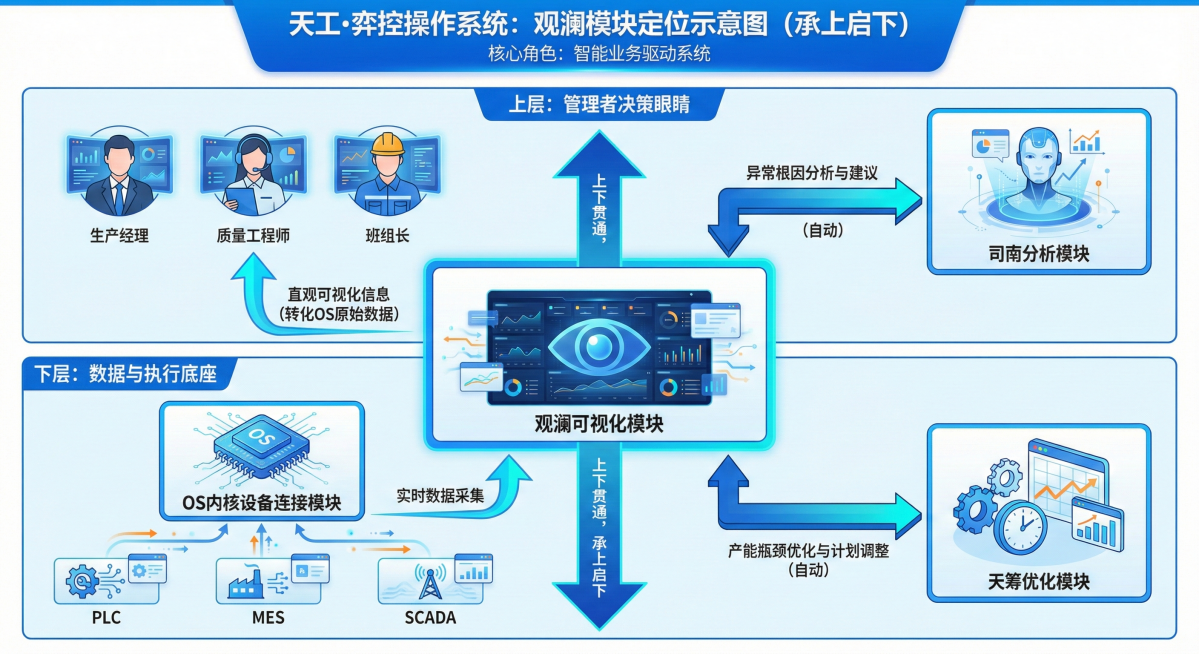 天工·弈控操作系统：观澜模块定位示意图（承上启下）
核心角色：智能业务驱动系统
上层：管理者决策眼睛
生产经理
质量工程师
班组长
直观可视化信息
（转化OS原始数据）
上下贯通，
异常根因分析与建议
（自动）
司南分析模块
观澜可视化模块
下层：数据与执行底座
OS
OS内核设备连接模块
实时数据采集
PLC
MES
SCADA
上下贯通，承上启下
产能瓶颈优化与计划调整
（自动）
天筹优化模块